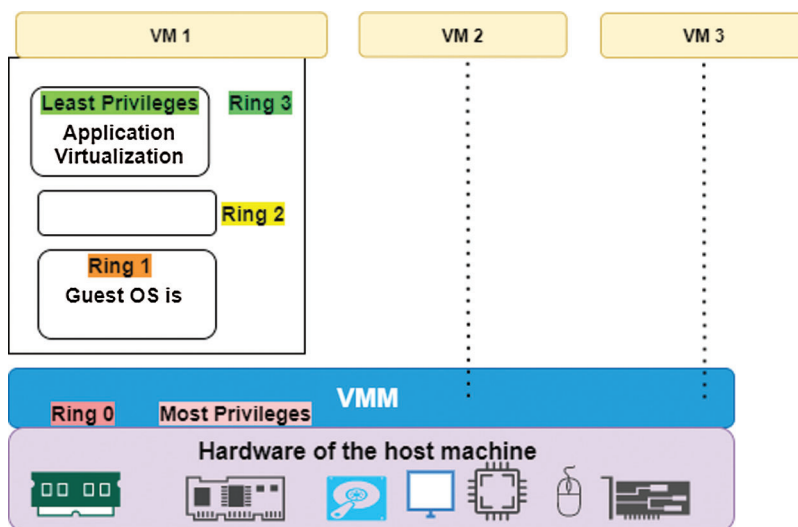 VM 1
VM 2
VM 3
Least Privileges
Ring 3
Application
Virtualization
Ring 2
Ring 1
Guest OS is
VMM
Ring 0
Most Privileges
Hardware of the host machine